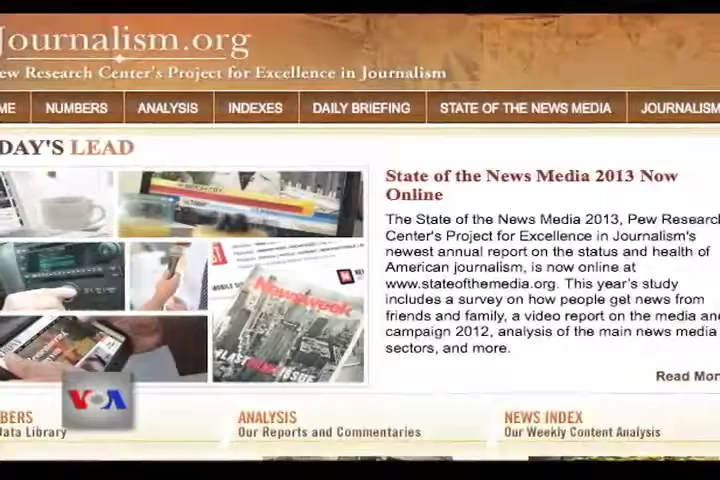 Journalism.org
ew Research Center's Project for Excellence in Journalism
ME NUMBERS ANALYSIS INDEXES DAILY BRIEFING STATE OF THE NEWS MEDIA JOURNALISM
DAY'S LEAD
State of the News Media 2013 Now
Online
The State of the News Media 2013, Pew Research
Center's Project for Excellence in Journalism's
newest annual report on the status and health of
American journalism, is now online at
www.stateofthemedia.org. This year's study
includes a survey on how people get news from
friends and family, a video report on the media an
campaign 2012, analysis of the main news media
sectors, and more.
Read Mor
Newsweek
#LASTPRINTISSUE
VOA
BERS
Data Library
ANALYSIS
Our Reports and Commentaries
NEWS INDEX
Our Weekly Content Analysis